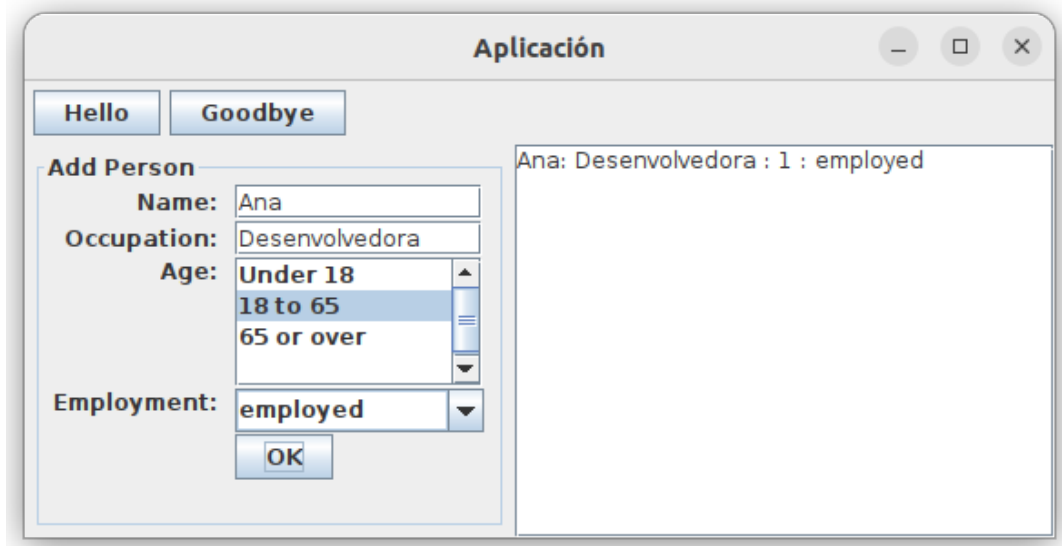 Aplicación
Hello Goodbye
Add Person
Name: Ana
Occupation: Desenvolvedora
Age: Under 18
18 to 65
65 or over
Employment: employed
OK
Ana: Desenvolvedora : 1 : employed